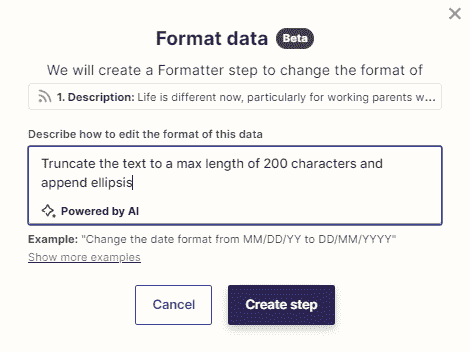 Format data Beta
We will create a Formatter step to change the format of
1. Description: Life is different now, particularly for working parents w...
Describe how to edit the format of this data
Truncate the text to a max length of 200 characters and
append ellipsis
Powered by AI
Example: "Change the date format from MM/DD/YY to DD/MM/YYYY"
Show more examples
Cancel Create step